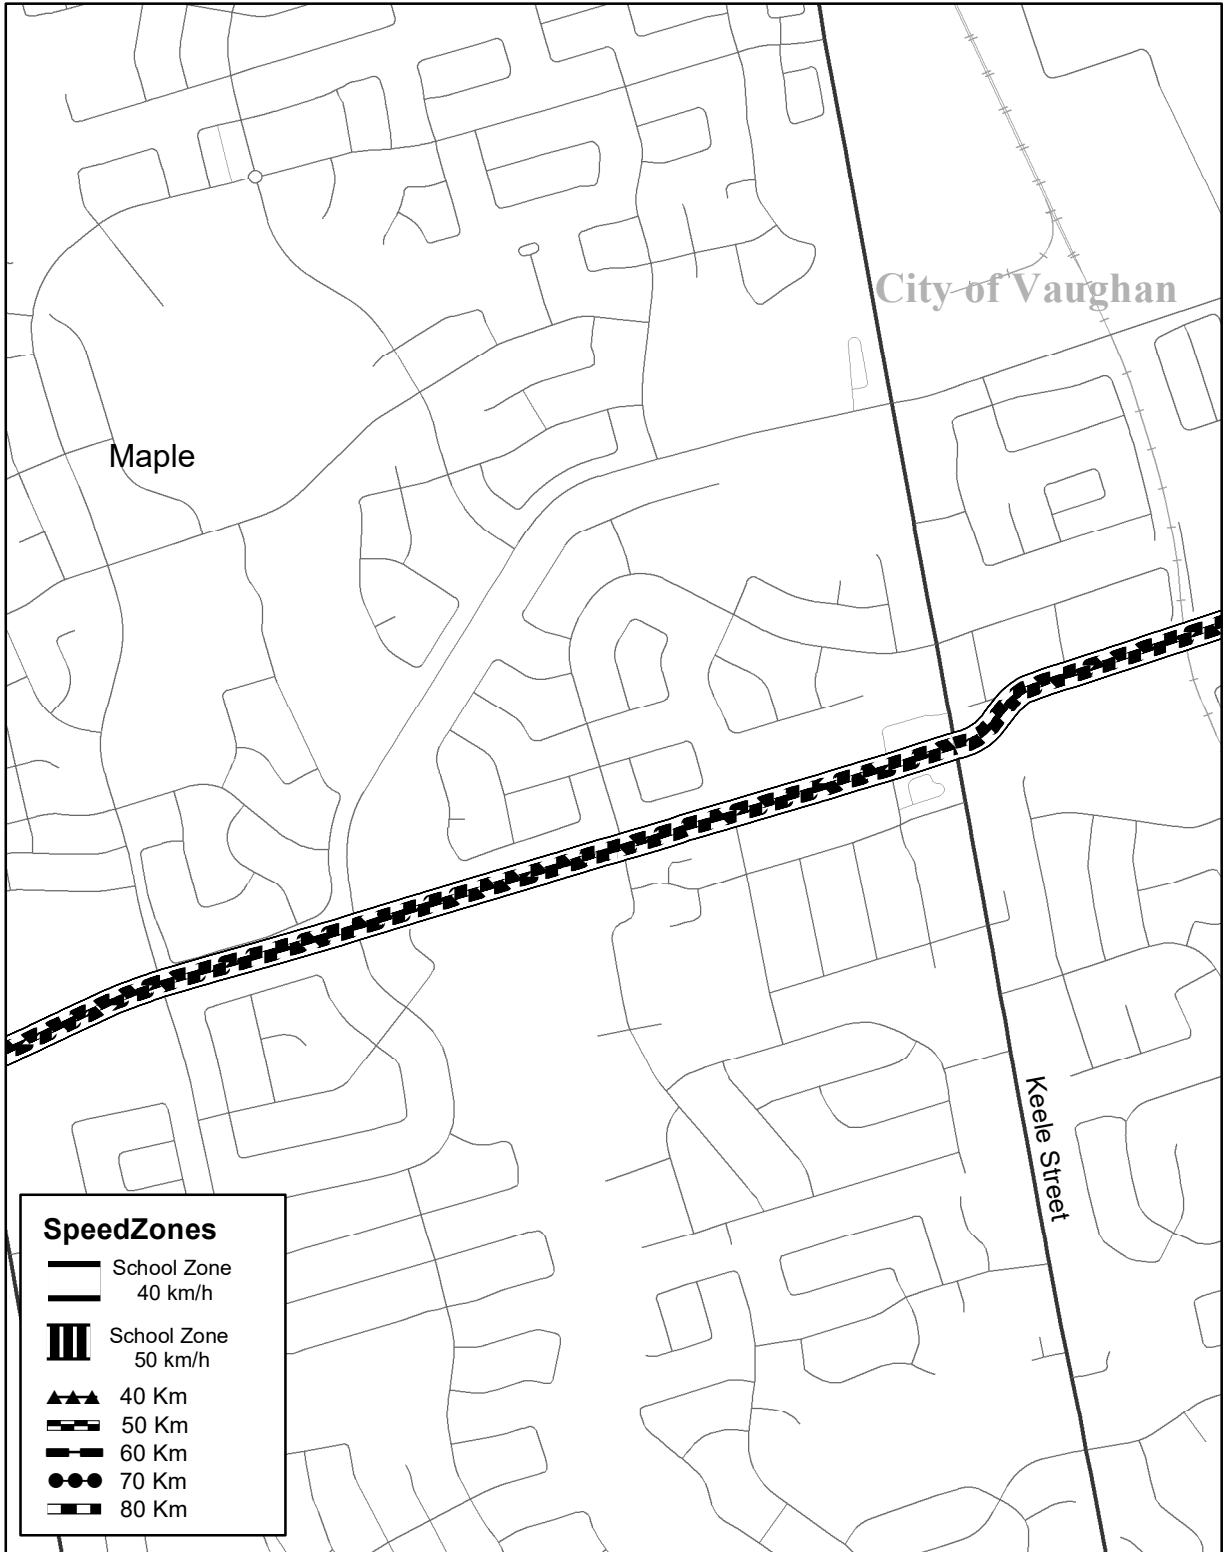 City of Vaughan
Maple
Keele Street
SpeedZones
School Zone
40 km/h
School Zone
50 km/h
40 Km
50 Km
60 Km
70 Km
80 Km